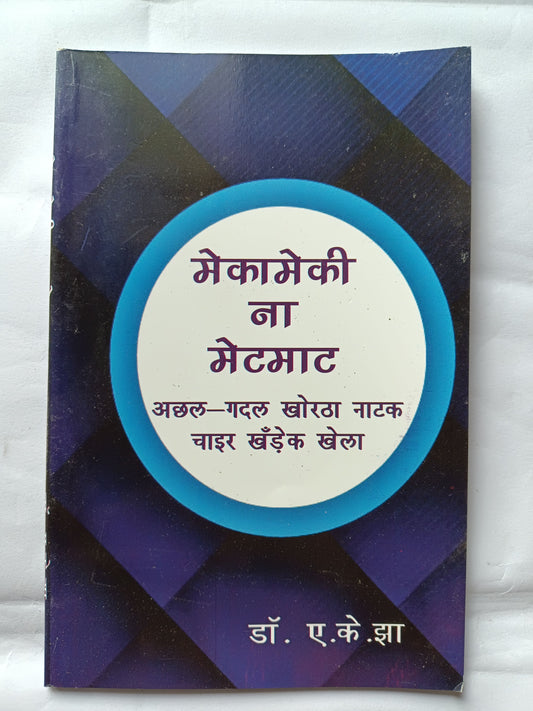 मेकामेकी
ना
मेटमाट
अछल–गदल खोरठा नाटक
चाइर खँड़ेक खेला
डॉ. ए.के.झा